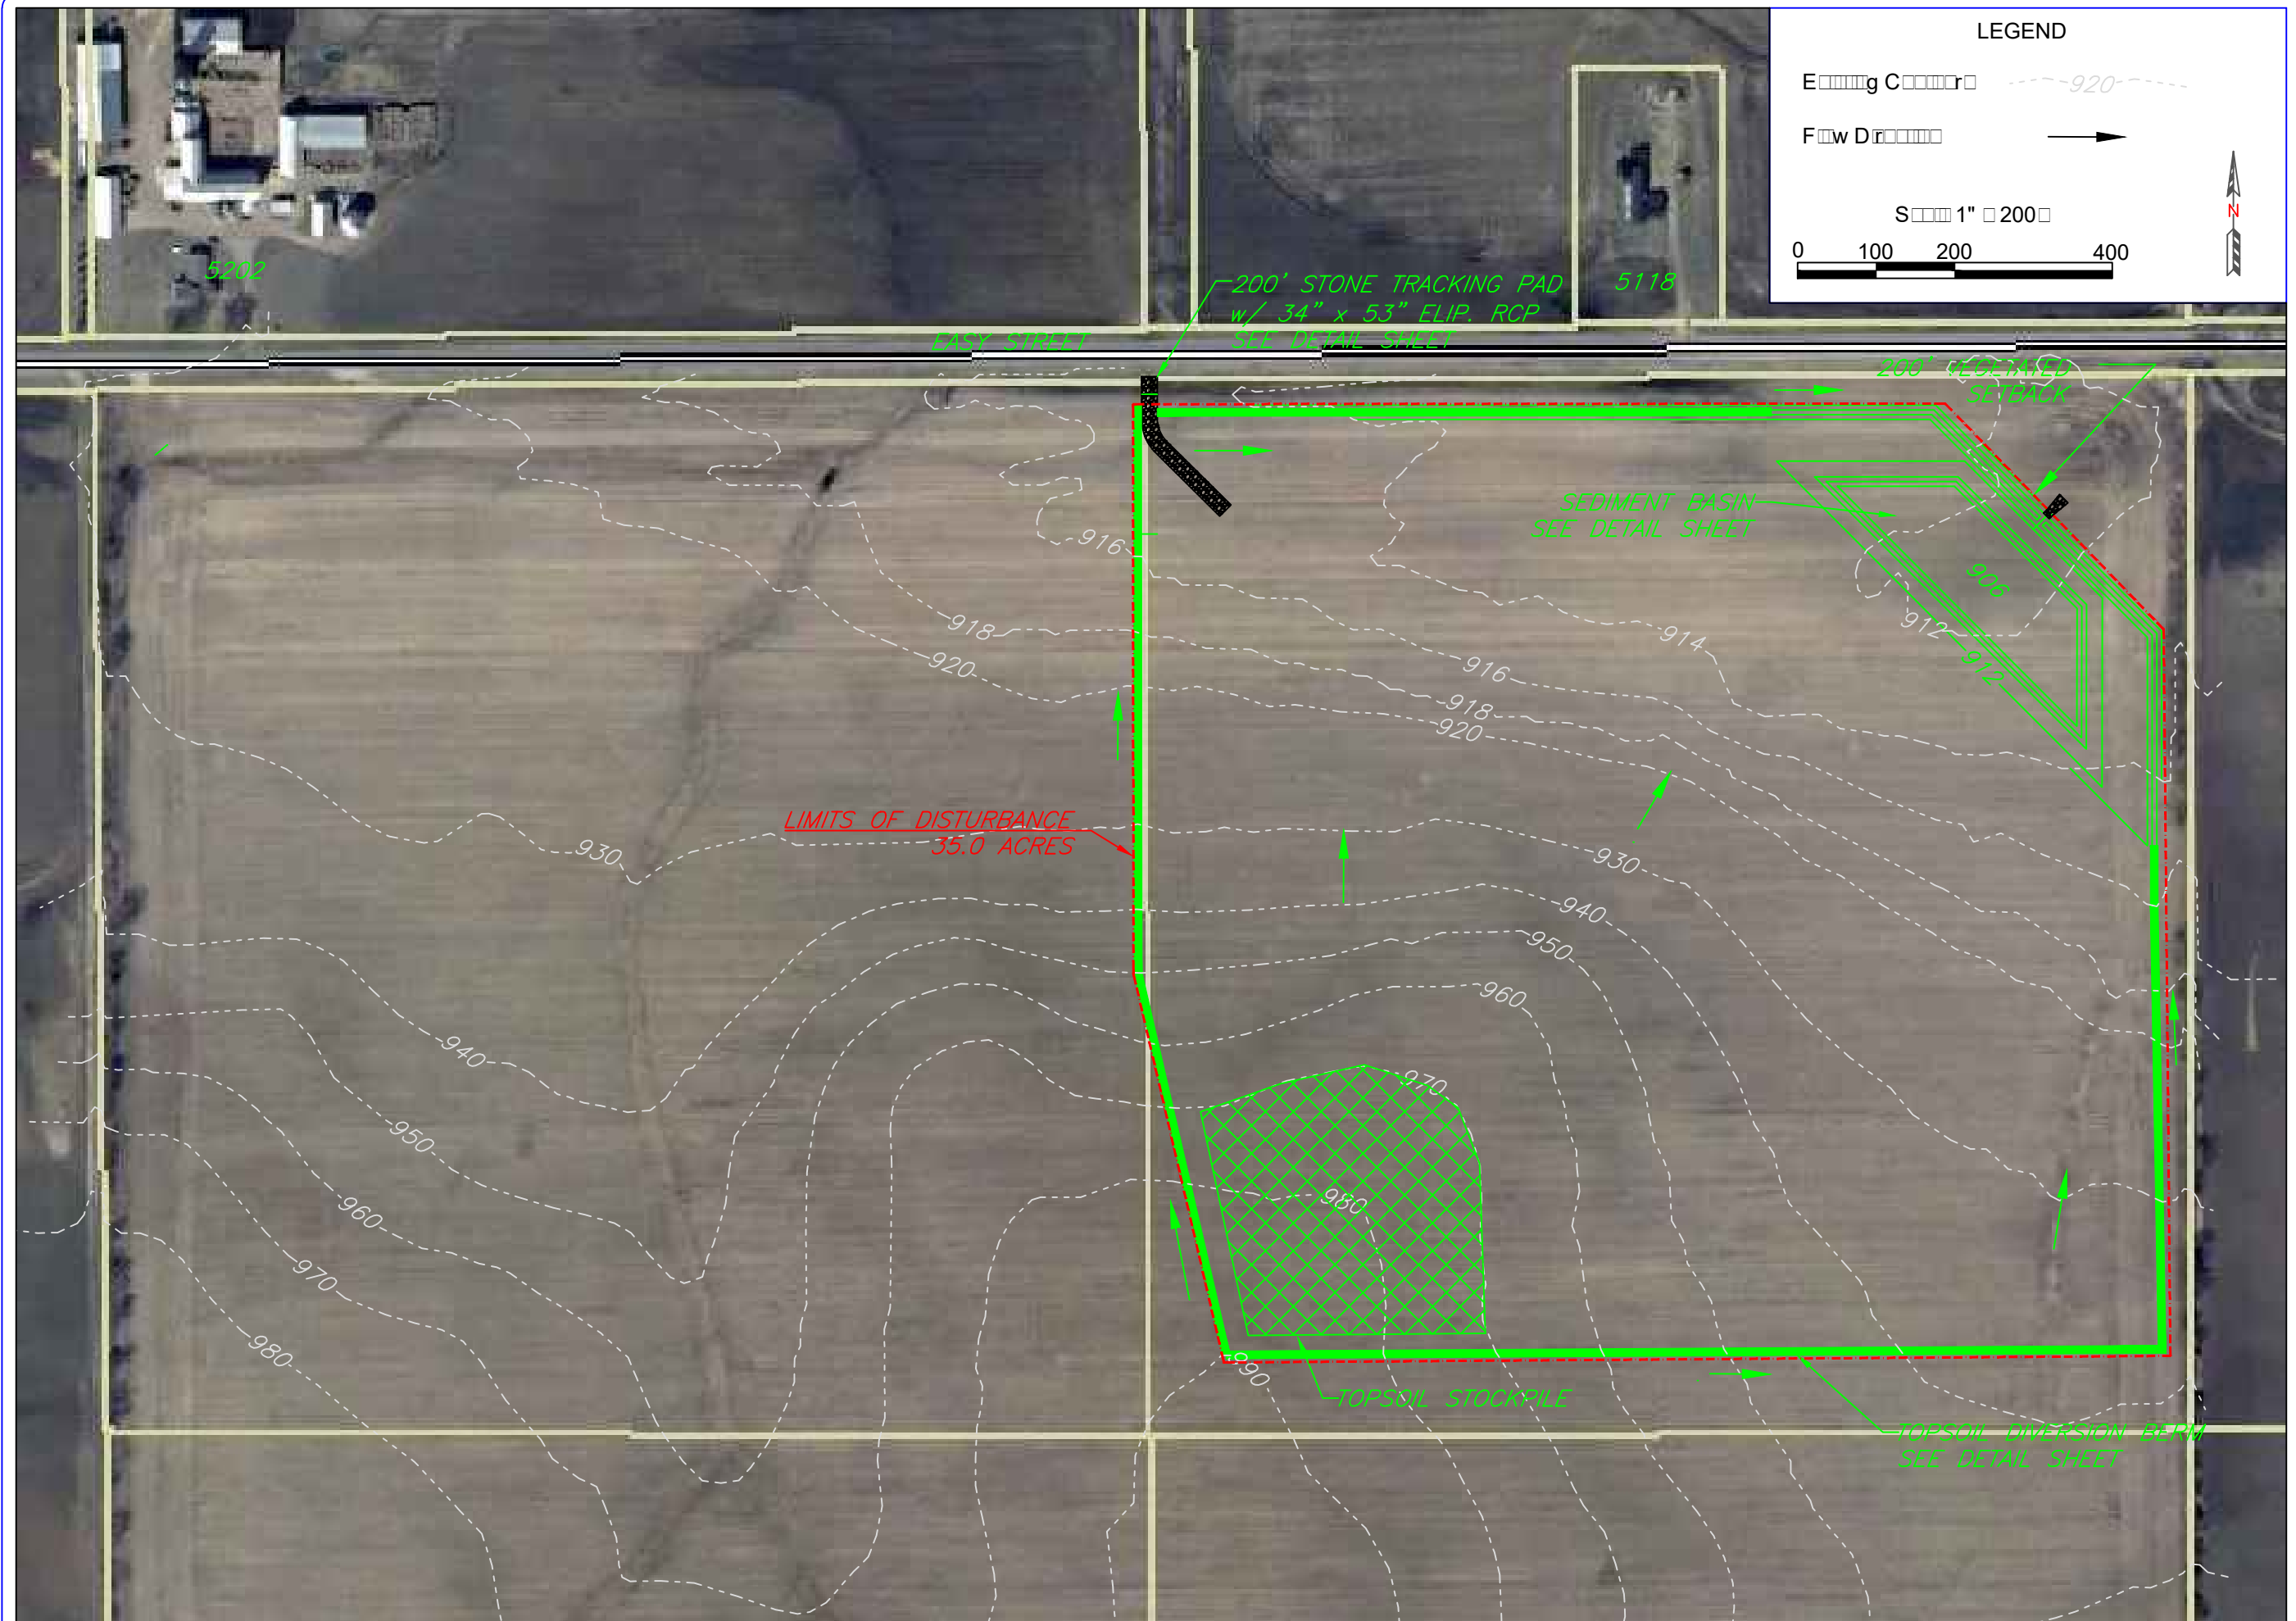 LEGEND
920
1" 200
N
0 100 200 400
5202
200' STONE TRACKING PAD
w/ 34" x 53" ELIP. RCP
SEE DETAIL SHEET
5118
EASY STREET
200' VEGETATED
SETBACK
SEDIMENT BASIN
SEE DETAIL SHEET
916
906
918
914
912
920
916
912
918
920
LIMITS OF DISTURBANCE
35.0 ACRES
930
930
940
950
960
940
970
950
980
960
970
980
990
TOPSOIL STOCKPILE
TOPSOIL DIVERSION BERM
SEE DETAIL SHEET